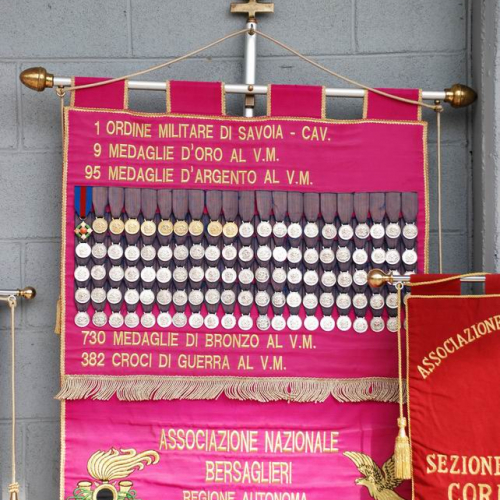 1 ORDINE MILITARE DI SAVOIA - CAV.
9 MEDAGLIE D'ORO AL V.M.
95 MEDAGLIE D'ARGENTO AL V.M.
730 MEDAGLIE DI BRONZO AL V.M.
382 CROCI DI GUERRA AL V.M.
ASSOCIAZIONE NAZIONALE
BERSAGLIERI
REGIONE AUTONOMA
ASSOCIAZIONE
SEZIONE
COR